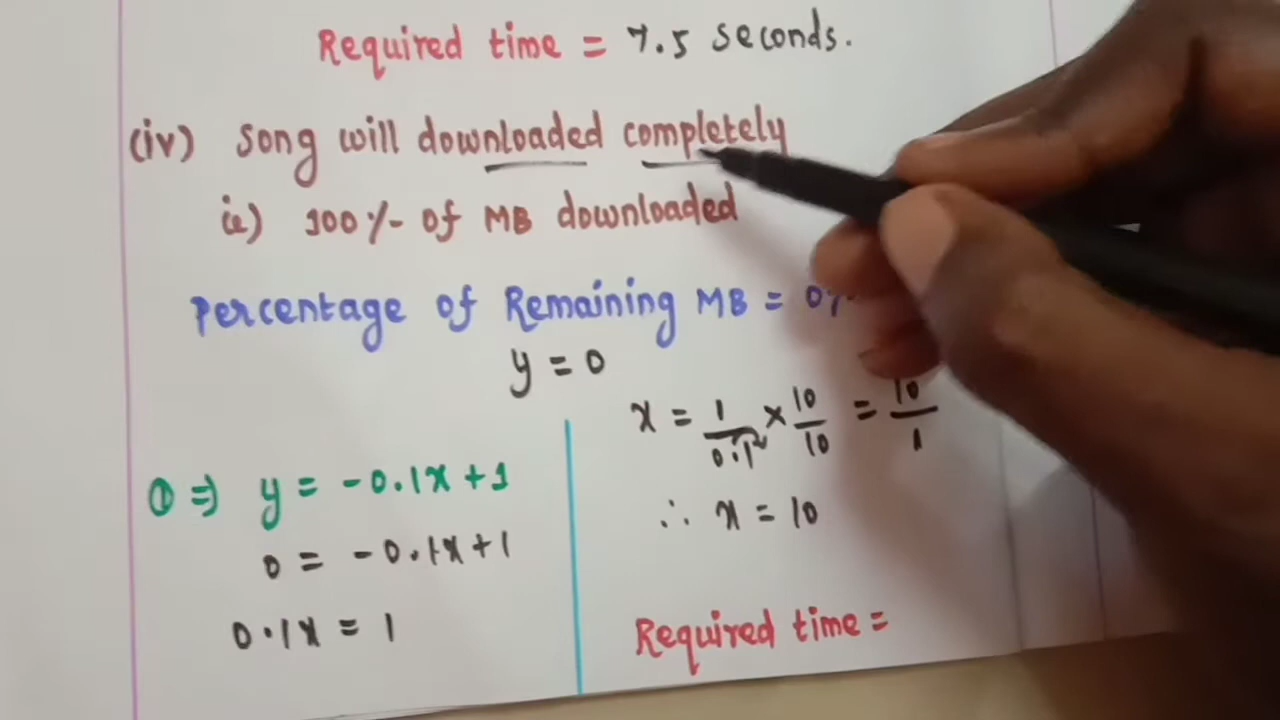 Required time = 7.5 seconds.
(iv) Song will downloaded completely
ie) 100 % of MB downloaded
Percentage of Remaining MB = 0%
y = 0
① ⇒ y = -0.1x + 1
0 = -0.1x + 1
0.1x = 1
x = 1/0.1 × 10/10 = 10/1
∴ x = 10
Required time =